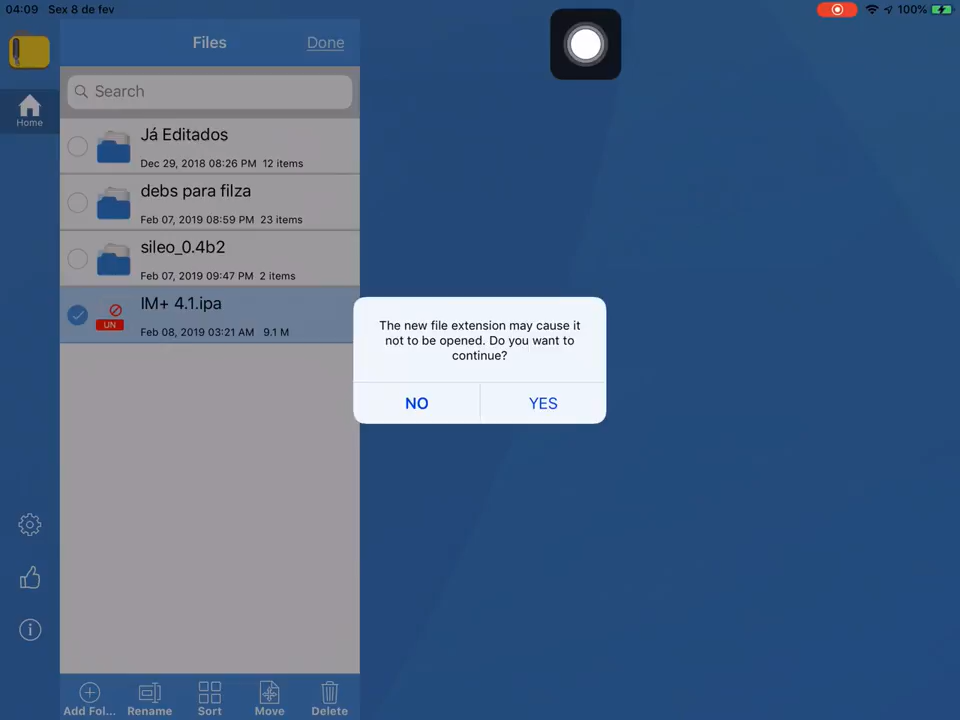 04:09 Sex 8 de fev
100%
Files
Done
Search
Home
Já Editados
Dec 29, 2018 08:26 PM 12 items
debs para filza
Feb 07, 2019 08:59 PM 23 items
sileo_0.4b2
Feb 07, 2019 09:47 PM 2 items
IM+ 4.1.ipa
UN
Feb 08, 2019 03:21 AM 9.1 M
The new file extension may cause it
not to be opened. Do you want to
continue?
NO YES
Add Fol... Rename Sort Move Delete